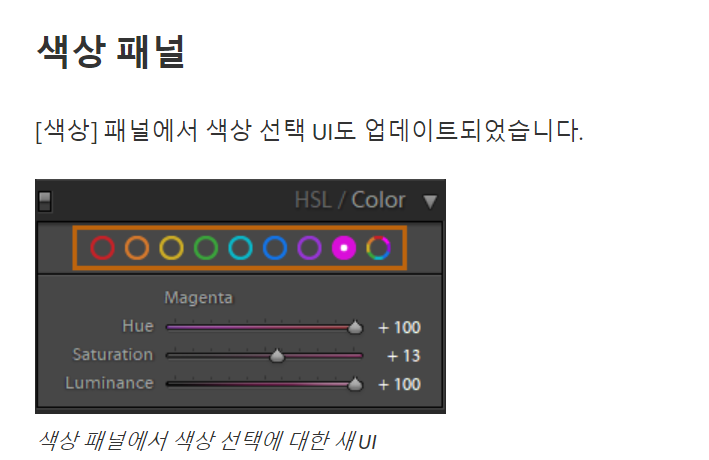 색상 패널
[색상] 패널에서 색상 선택 UI도 업데이트되었습니다.
HSL / Color
Magenta
Hue + 100
Saturation + 13
Luminance + 100
색상 패널에서 색상 선택에 대한 새 UI